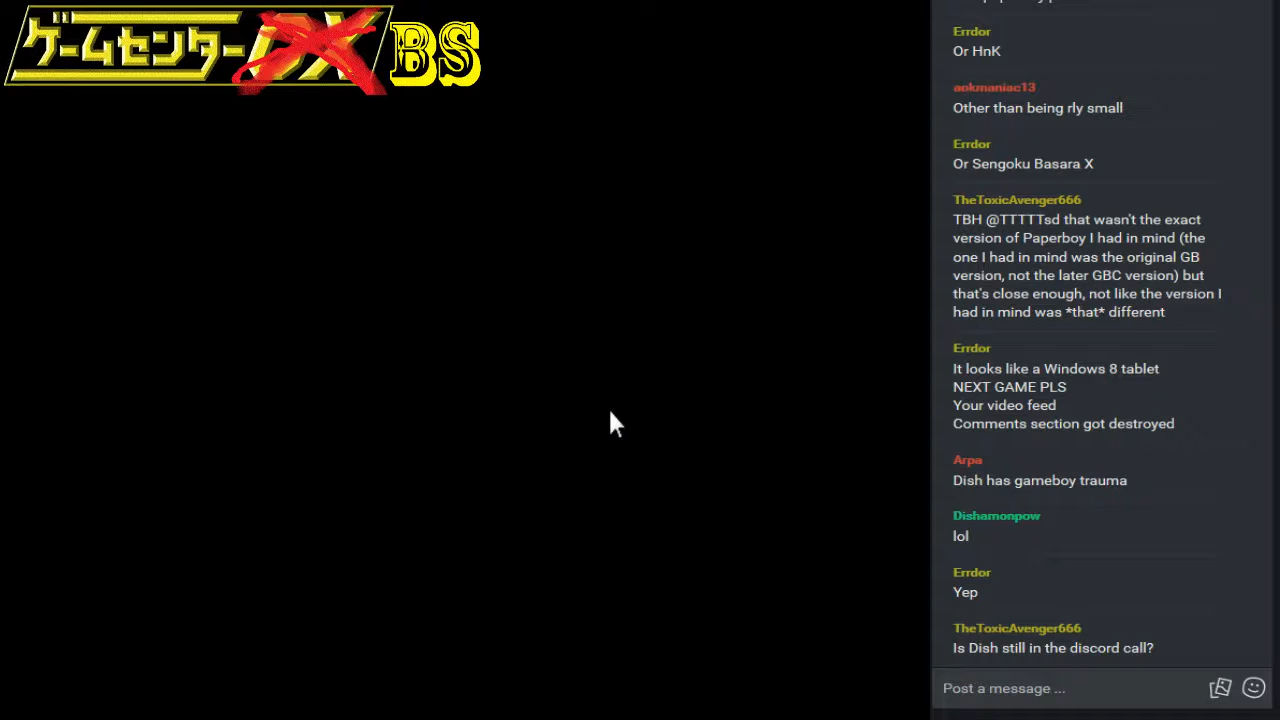 ゲームセンターDX BS
Errdor
Or HnK
aokmaniac13
Other than being rly small
Errdor
Or Sengoku Basara X
TheToxicAvenger666
TBH @TTTTTsd that wasn't the exact
version of Paperboy I had in mind (the
one I had in mind was the original GB
version, not the later GBC version) but
that's close enough, not like the version I
had in mind was *that* different
Errdor
It looks like a Windows 8 tablet
NEXT GAME PLS
Your video feed
Comments section got destroyed
Arpa
Dish has gameboy trauma
Dishamonpow
lol
Errdor
Yep
TheToxicAvenger666
Is Dish still in the discord call?
Post a message ...